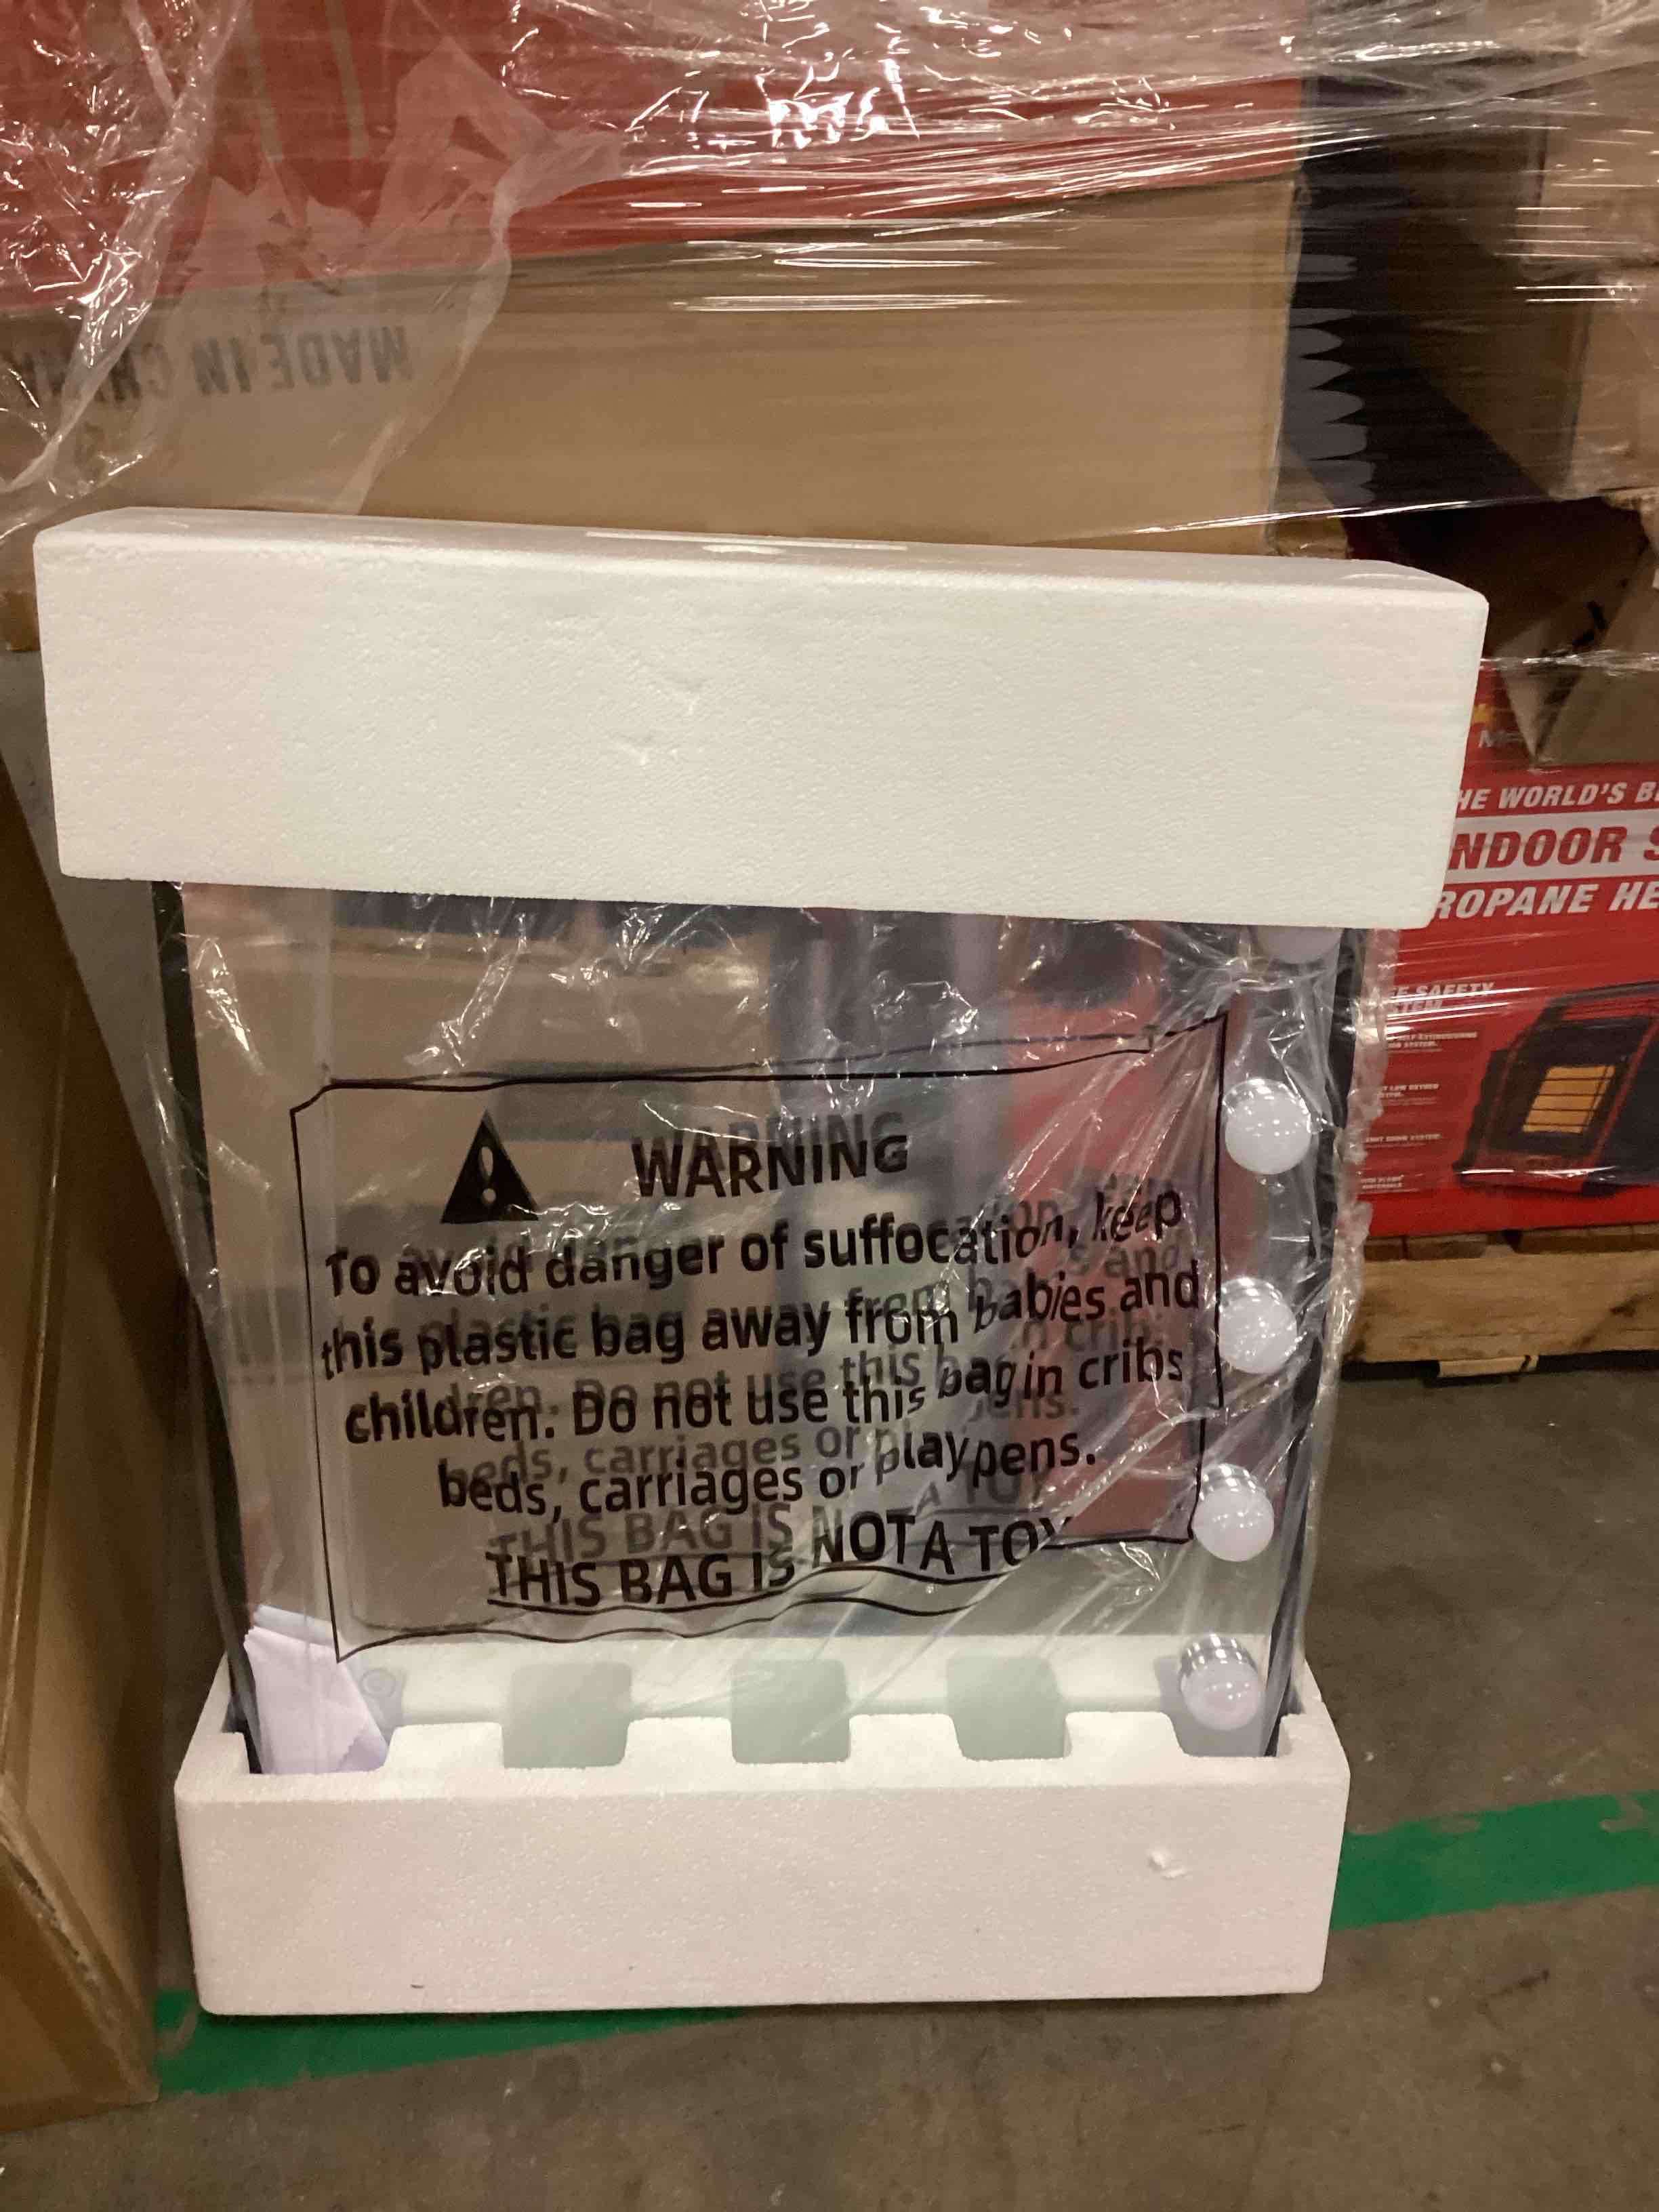 MADE IN
HE WORLD'S
NDOOR
ROPANE HE
SAFETY
WARNING
To avoid danger of suffocation, keep
this plastic bag away from babies and
children. Do not use this bag in cribs
beds, carriages or playpens.
THIS BAG IS NOT A TOY